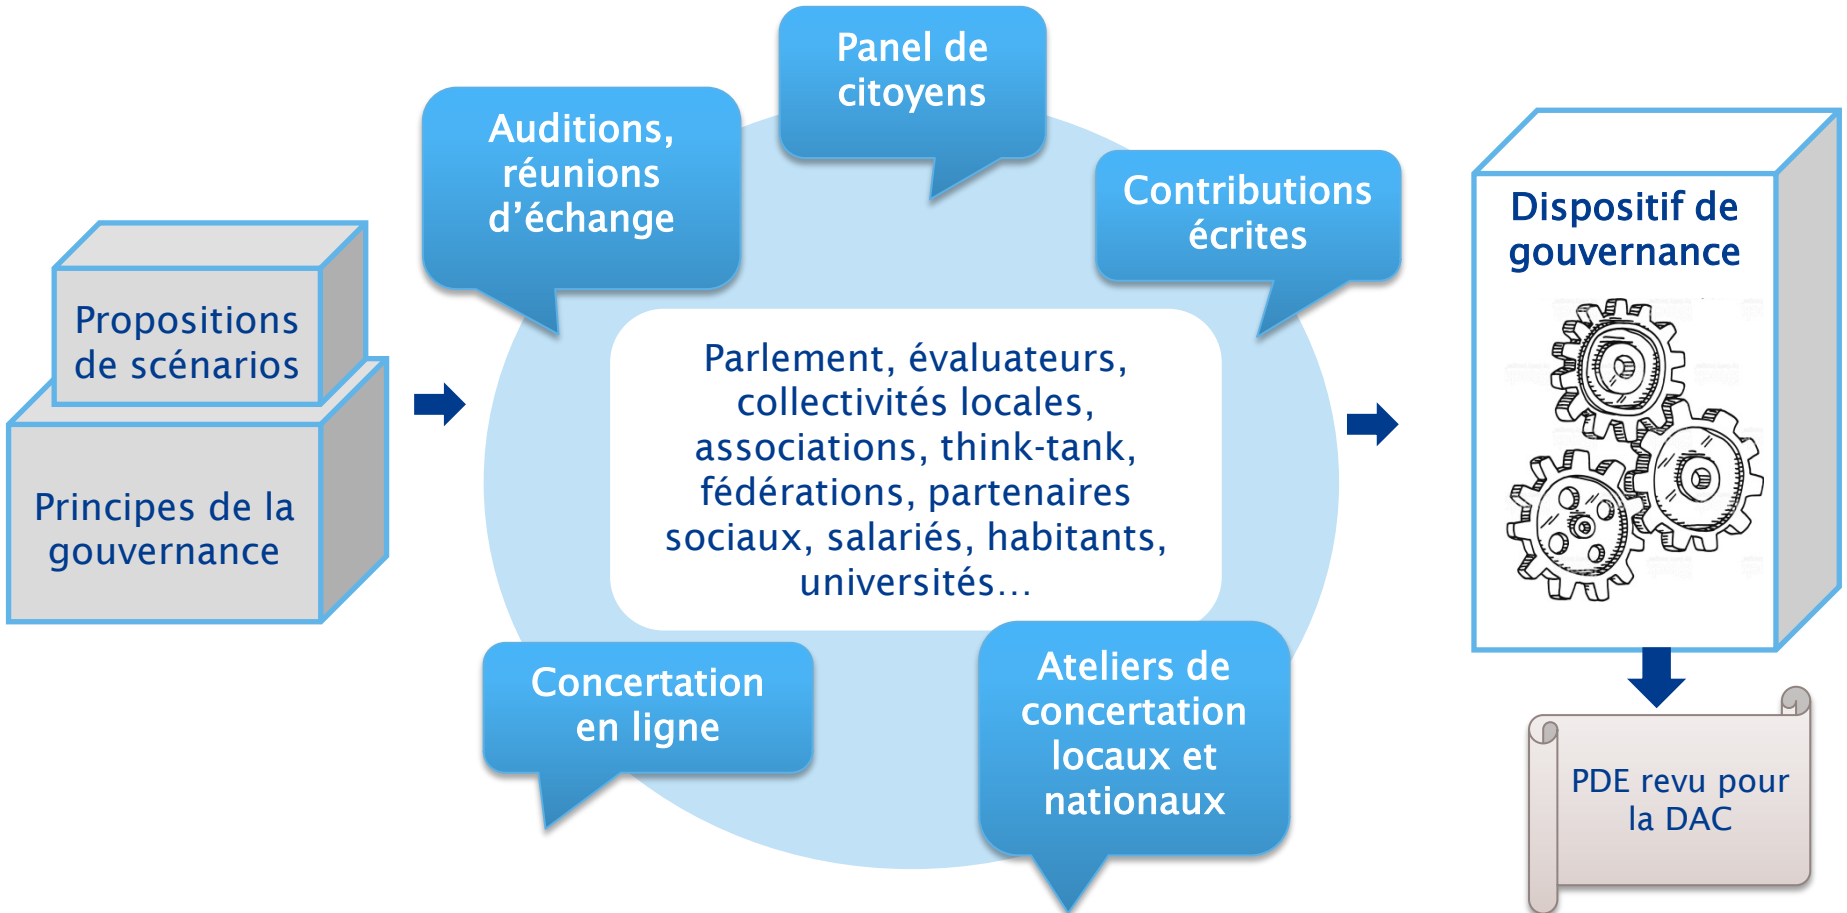 Panel de
citoyens
Auditions,
réunions
d’échange
Contributions
écrites
Propositions
de scénarios
Principes de la
gouvernance
Parlement, évaluateurs,
collectivités locales,
associations, think-tank,
fédérations, partenaires
sociaux, salariés, habitants,
universités…
Concertation
en ligne
Ateliers de
concertation
locaux et
nationaux
Dispositif de
gouvernance
PDE revu pour
la DAC